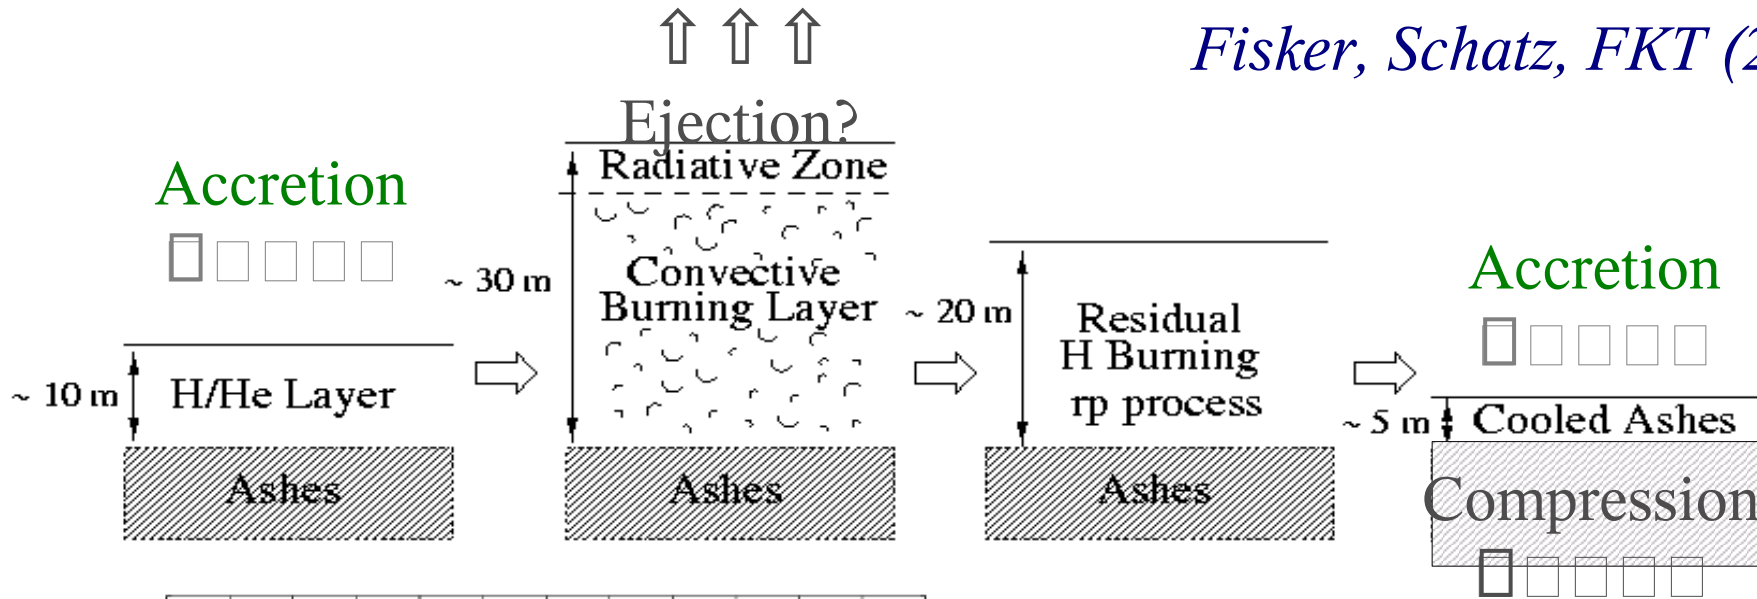 Fisker, Schatz, FKT (2
Ejection?
Accretion
Radiative Zone
~ 30 m
Convective
Burning Layer
~ 10 m
H/He Layer
Ashes
Ashes
~ 20 m
Residual
H Burning
rp process
Ashes
Accretion
~ 5 m
Cooled Ashes
Compression